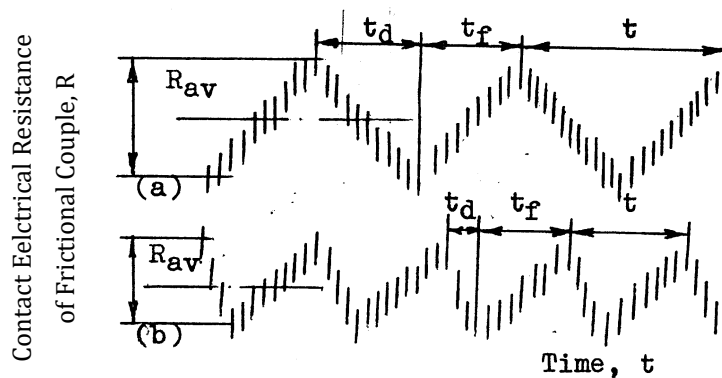 Contact Eelctrical Resistance
of Frictional Couple, R
t_d t_f t
R_av
(a)
t_d t_f t
R_av
(b)
Time, t